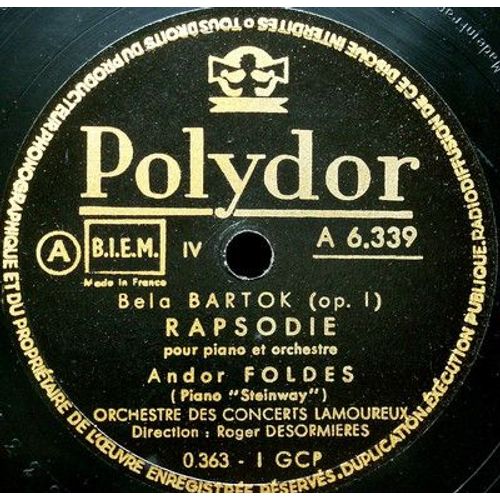 Polydor
A
B.I.E.M.
IV
A 6.339
Made in France
Bela BARTOK (op. 1)
RAPSODIE
pour piano et orchestre
Andor FOLDES
(Piano "Steinway")
ORCHESTRE DES CONCERTS LAMOUREUX
Direction : Roger DESORMIERES
0.363 - 1 GCP
TOUS DROITS DU PRODUCTEUR PHONOGRAPHIQUE ET DU PROPRIÉTAIRE DE L'ŒUVRE ENREGISTRÉE RÉSERVÉS. DUPLICATION. EXÉCUTION PUBLIQUE. RADIODIFFUSION DE CE DISQUE INTERDITES